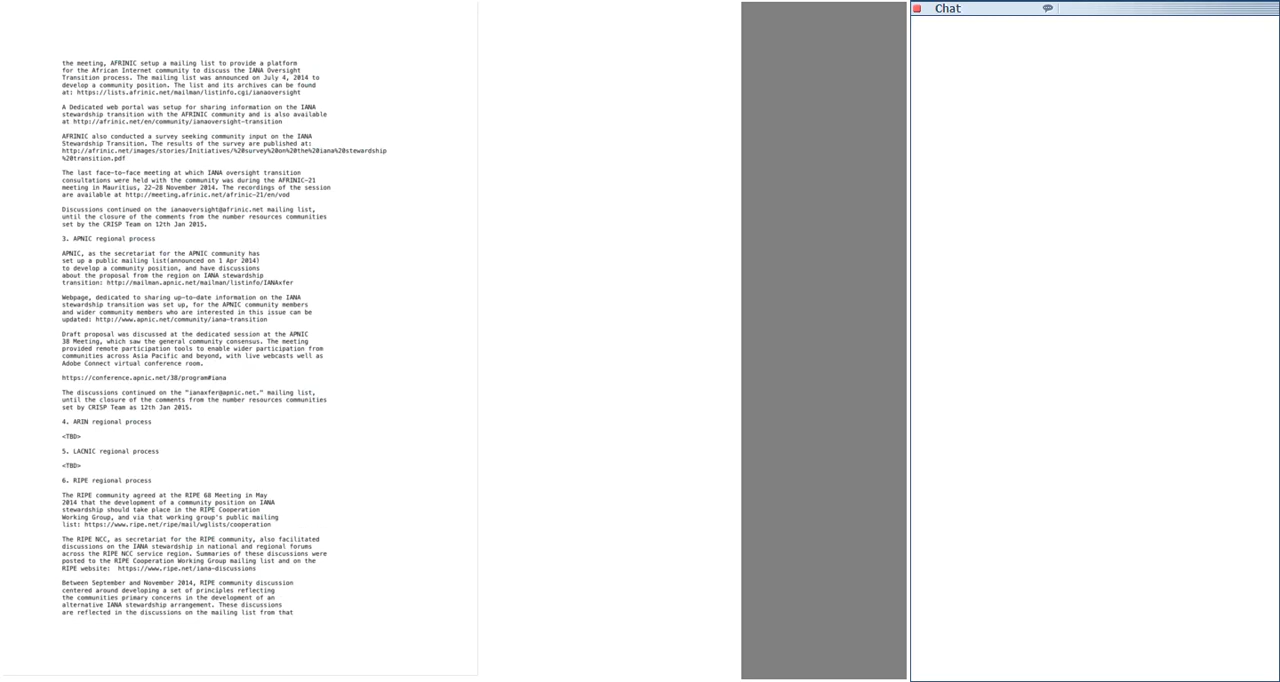 the meeting, AFRINIC setup a mailing list to provide a platform
for the African Internet community to discuss the IANA Oversight
Transition process. The mailing list was announced on July 4, 2014 to
develop a community position. The list and its archives can be found
at: https://lists.afrinic.net/mailman/listinfo.cgi/ianaoversight
A Dedicated web portal was setup for sharing information on the IANA
stewardship transition with the AFRINIC community and is also available
at http://afrinic.net/en/community/ianaoversight-transition
AFRINIC also conducted a survey seeking community input on the IANA
Stewardship Transition. The results of the survey are published at:
http://afrinic.net/images/stories/Initiatives/%20survey%20on%20the%20iana%20stewardship
%20transition.pdf
The last face-to-face meeting at which IANA oversight transition
consultations were held with the community was during the AFRINIC-21
meeting in Mauritius, 22-28 November 2014. The recordings of the session
are available at http://meeting.afrinic.net/afrinic-21/en/vod
Discussions continued on the ianaoversight@afrinic.net mailing list,
until the closure of the comments from the number resources communities
set by the CRISP Team on 12th Jan 2015.
3. APNIC regional process
APNIC, as the secretariat for the APNIC community has
set up a public mailing list(announced on 1 Apr 2014)
to develop a community position, and have discussions
about the proposal from the region on IANA stewardship
transition: http://mailman.apnic.net/mailman/listinfo/IANAxfer
Webpage, dedicated to sharing up-to-date information on the IANA
stewardship transition was set up, for the APNIC community members
and wider community members who are interested in this issue can be
updated: http://www.apnic.net/community/iana-transition
Draft proposal was discussed at the dedicated session at the APNIC
38 Meeting, which saw the general community consensus. The meeting
provided remote participation tools to enable wider participation from
communities across Asia Pacific and beyond, with live webcasts well as
Adobe Connect virtual conference room.
https://conference.apnic.net/38/program#iana
The discussions continued on the "ianaxfer@apnic.net." mailing list,
until the closure of the comments from the number resources communities
set by CRISP Team as 12th Jan 2015.
4. ARIN regional process
<TBD>
5. LACNIC regional process
<TBD>
6. RIPE regional process
The RIPE community agreed at the RIPE 68 Meeting in May
2014 that the development of a community position on IANA
stewardship should take place in the RIPE Cooperation
Working Group, and via that working group's public mailing
list: https://www.ripe.net/ripe/mail/wglists/cooperation
The RIPE NCC, as secretariat for the RIPE community, also facilitated
discussions on the IANA stewardship in national and regional forums
across the RIPE NCC service region. Summaries of these discussions were
posted to the RIPE Cooperation Working Group mailing list and on the
RIPE website:  https://www.ripe.net/iana-discussions
Between September and November 2014, RIPE community discussion
centered around developing a set of principles reflecting
the communities primary concerns in the development of an
alternative IANA stewardship arrangement. These discussions
are reflected in the discussions on the mailing list from that
Chat